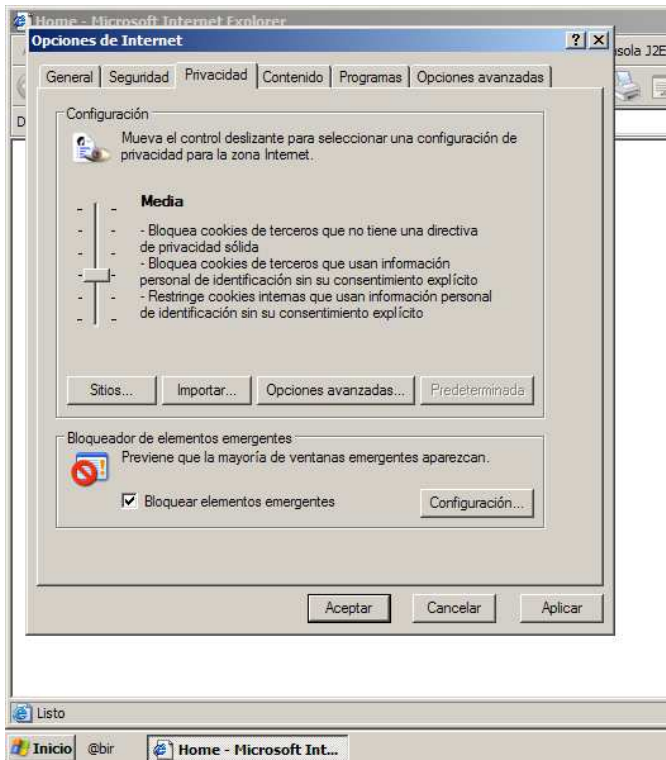 Home - Microsoft Internet Explorer
Opciones de Internet
sola J2E
General Seguridad Privacidad Contenido Programas Opciones avanzadas
D
Configuración
Mueva el control deslizante para seleccionar una configuración de
privacidad para la zona Internet.
Media
- Bloquea cookies de terceros que no tiene una directiva
de privacidad sólida
- Bloquea cookies de terceros que usan información
personal de identificación sin su consentimiento explícito
- Restringe cookies internas que usan información personal
de identificación sin su consentimiento explícito
Sitios... Importar... Opciones avanzadas... Predeterminada
Bloqueador de elementos emergentes
Previene que la mayoría de ventanas emergentes aparezcan.
Bloquear elementos emergentes Configuración...
Aceptar Cancelar Aplicar
Listo
Inicio @bir Home - Microsoft Int...